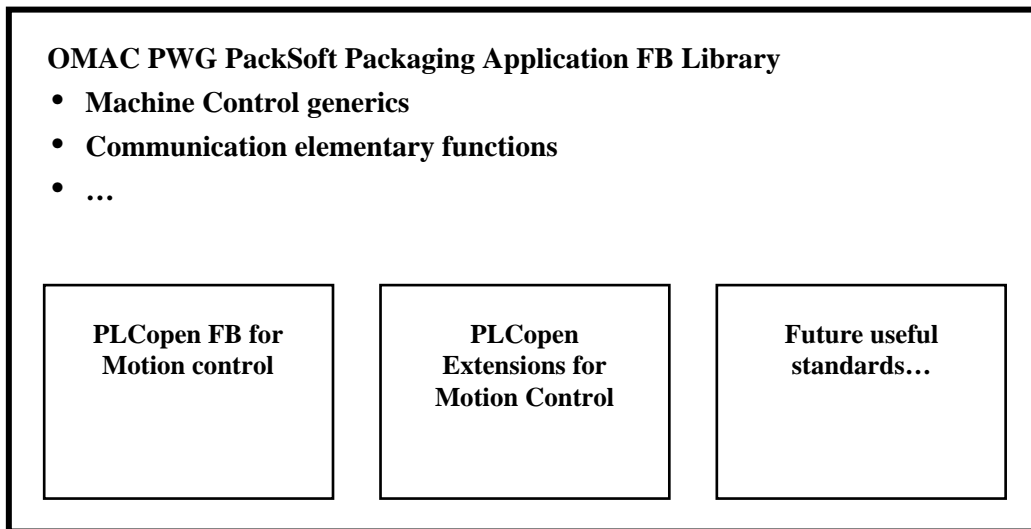 OMAC PWG PackSoft Packaging Application FB Library
• Machine Control generics
• Communication elementary functions
• …
PLCopen FB for
Motion control
PLCopen
Extensions for
Motion Control
Future useful
standards…